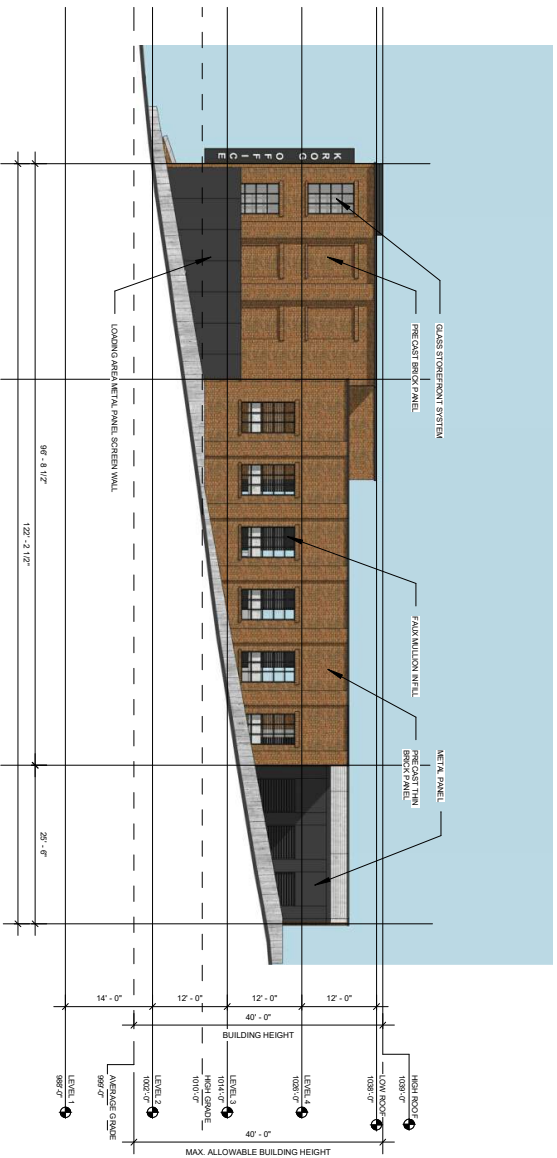 KROG OFFICE
GLASS STOREFRONT SYSTEM
PRECAST BRICK PANEL
FAUX MULLION INFILL
METAL PANEL
PRECAST THIN
BRICK PANEL
LOADING AREA METAL PANEL SCREEN WALL
96' - 8 1/2"
25' - 6"
122' - 2 1/2"
14' - 0"
12' - 0"
12' - 0"
12' - 0"
40' - 0"
BUILDING HEIGHT
HIGH ROOF
1039'-0"
LOW ROOF
1038'-0"
LEVEL 4
1026'-0"
LEVEL 3
1014'-0"
HIGH GRADE
1010'-0"
LEVEL 2
1002'-0"
AVERAGE GRADE
999'-0"
LEVEL 1
988'-0"
40' - 0"
MAX. ALLOWABLE BUILDING HEIGHT